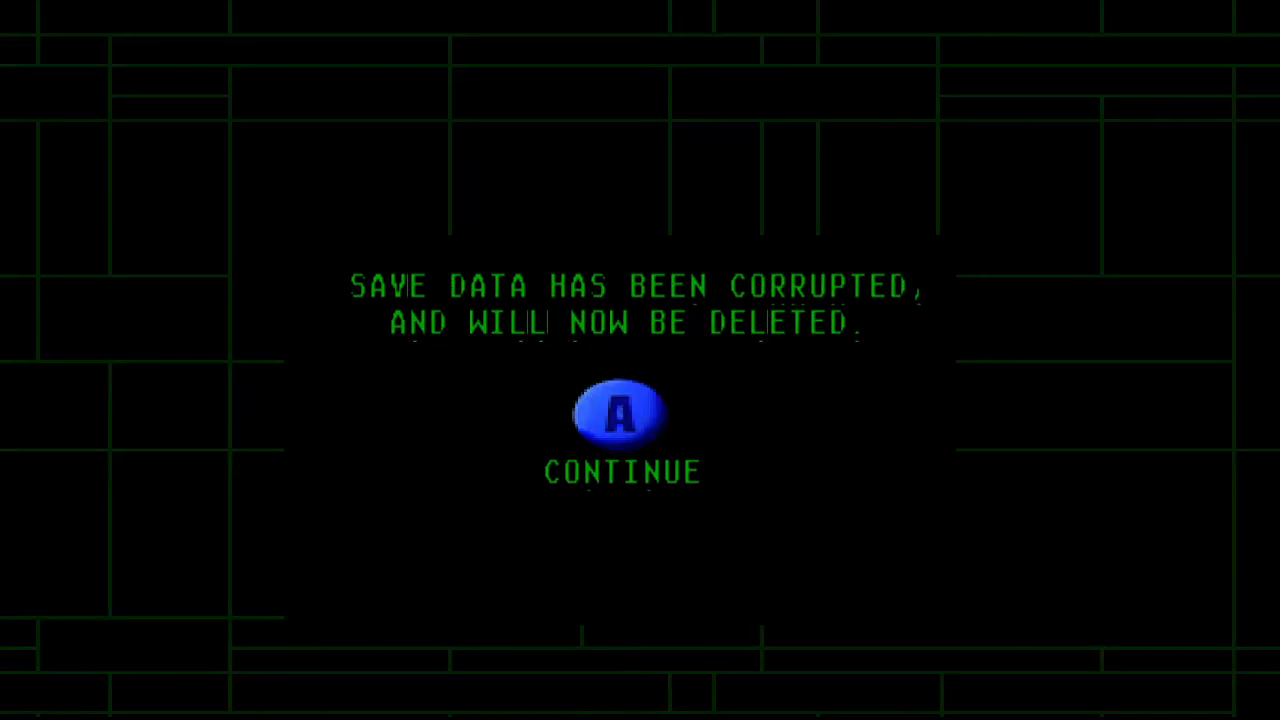 SAVE DATA HAS BEEN CORRUPTED,
AND WILL NOW BE DELETED.
A
CONTINUE